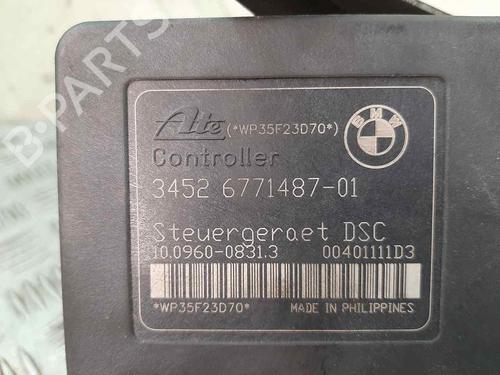 B-PARTS
Ate (*WP35F23D70*)
BMW
Controller
3452 6771487-01
Steuergeraet DSC
10.0960-0831.3 00401111D3
*WP35F23D70* MADE IN PHILIPPINES